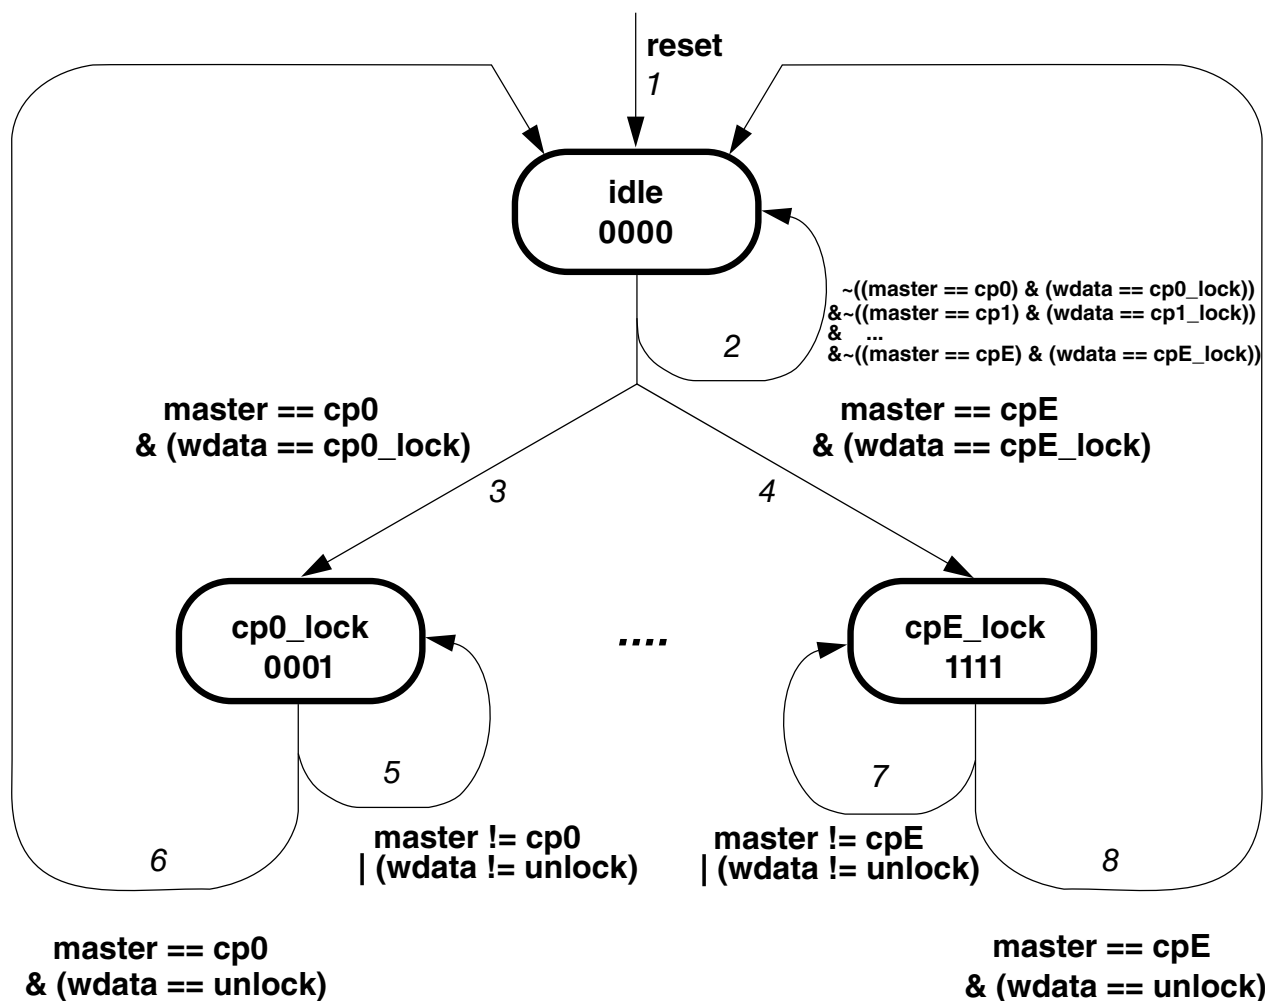 reset
1
idle
0000
~((master == cp0) & (wdata == cp0_lock))
&~((master == cp1) & (wdata == cp1_lock))
& ...
&~((master == cpE) & (wdata == cpE_lock))
2
master == cp0
& (wdata == cp0_lock)
master == cpE
& (wdata == cpE_lock)
3
4
cp0_lock
0001
....
cpE_lock
1111
5
7
master != cp0
| (wdata != unlock)
master != cpE
| (wdata != unlock)
6
8
master == cp0
& (wdata == unlock)
master == cpE
& (wdata == unlock)